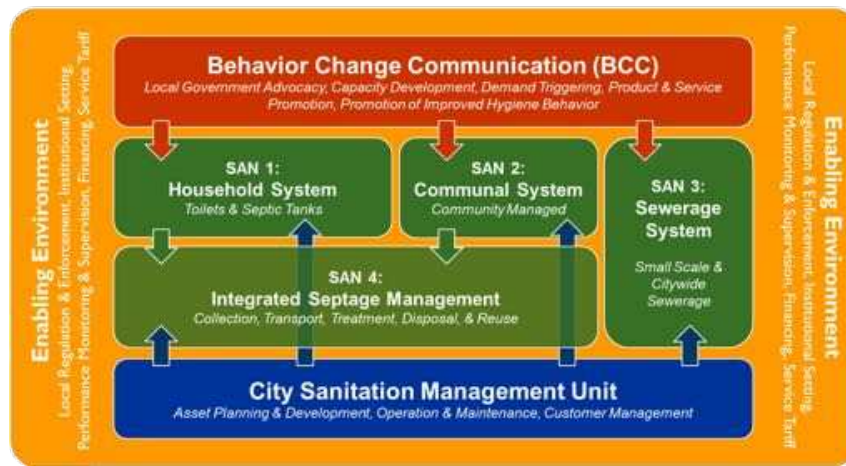 Enabling Environment
Local Regulation & Enforcement, Institutional Setting,
Performance Monitoring & Supervision, Financing, Service Tariff
Behavior Change Communication (BCC)
Local Government Advocacy, Capacity Development, Demand Triggering, Product & Service
Promotion, Promotion of Improved Hygiene Behavior
SAN 1:
Household System
Toilets & Septic Tanks
SAN 2:
Communal System
Community Managed
SAN 3:
Sewerage
System
Small Scale &
Citywide
Sewerage
SAN 4:
Integrated Septage Management
Collection, Transport, Treatment, Disposal, & Reuse
City Sanitation Management Unit
Asset Planning & Development, Operation & Maintenance, Customer Management
Enabling Environment
Local Regulation & Enforcement, Institutional Setting,
Performance Monitoring & Supervision, Financing, Service Tariff